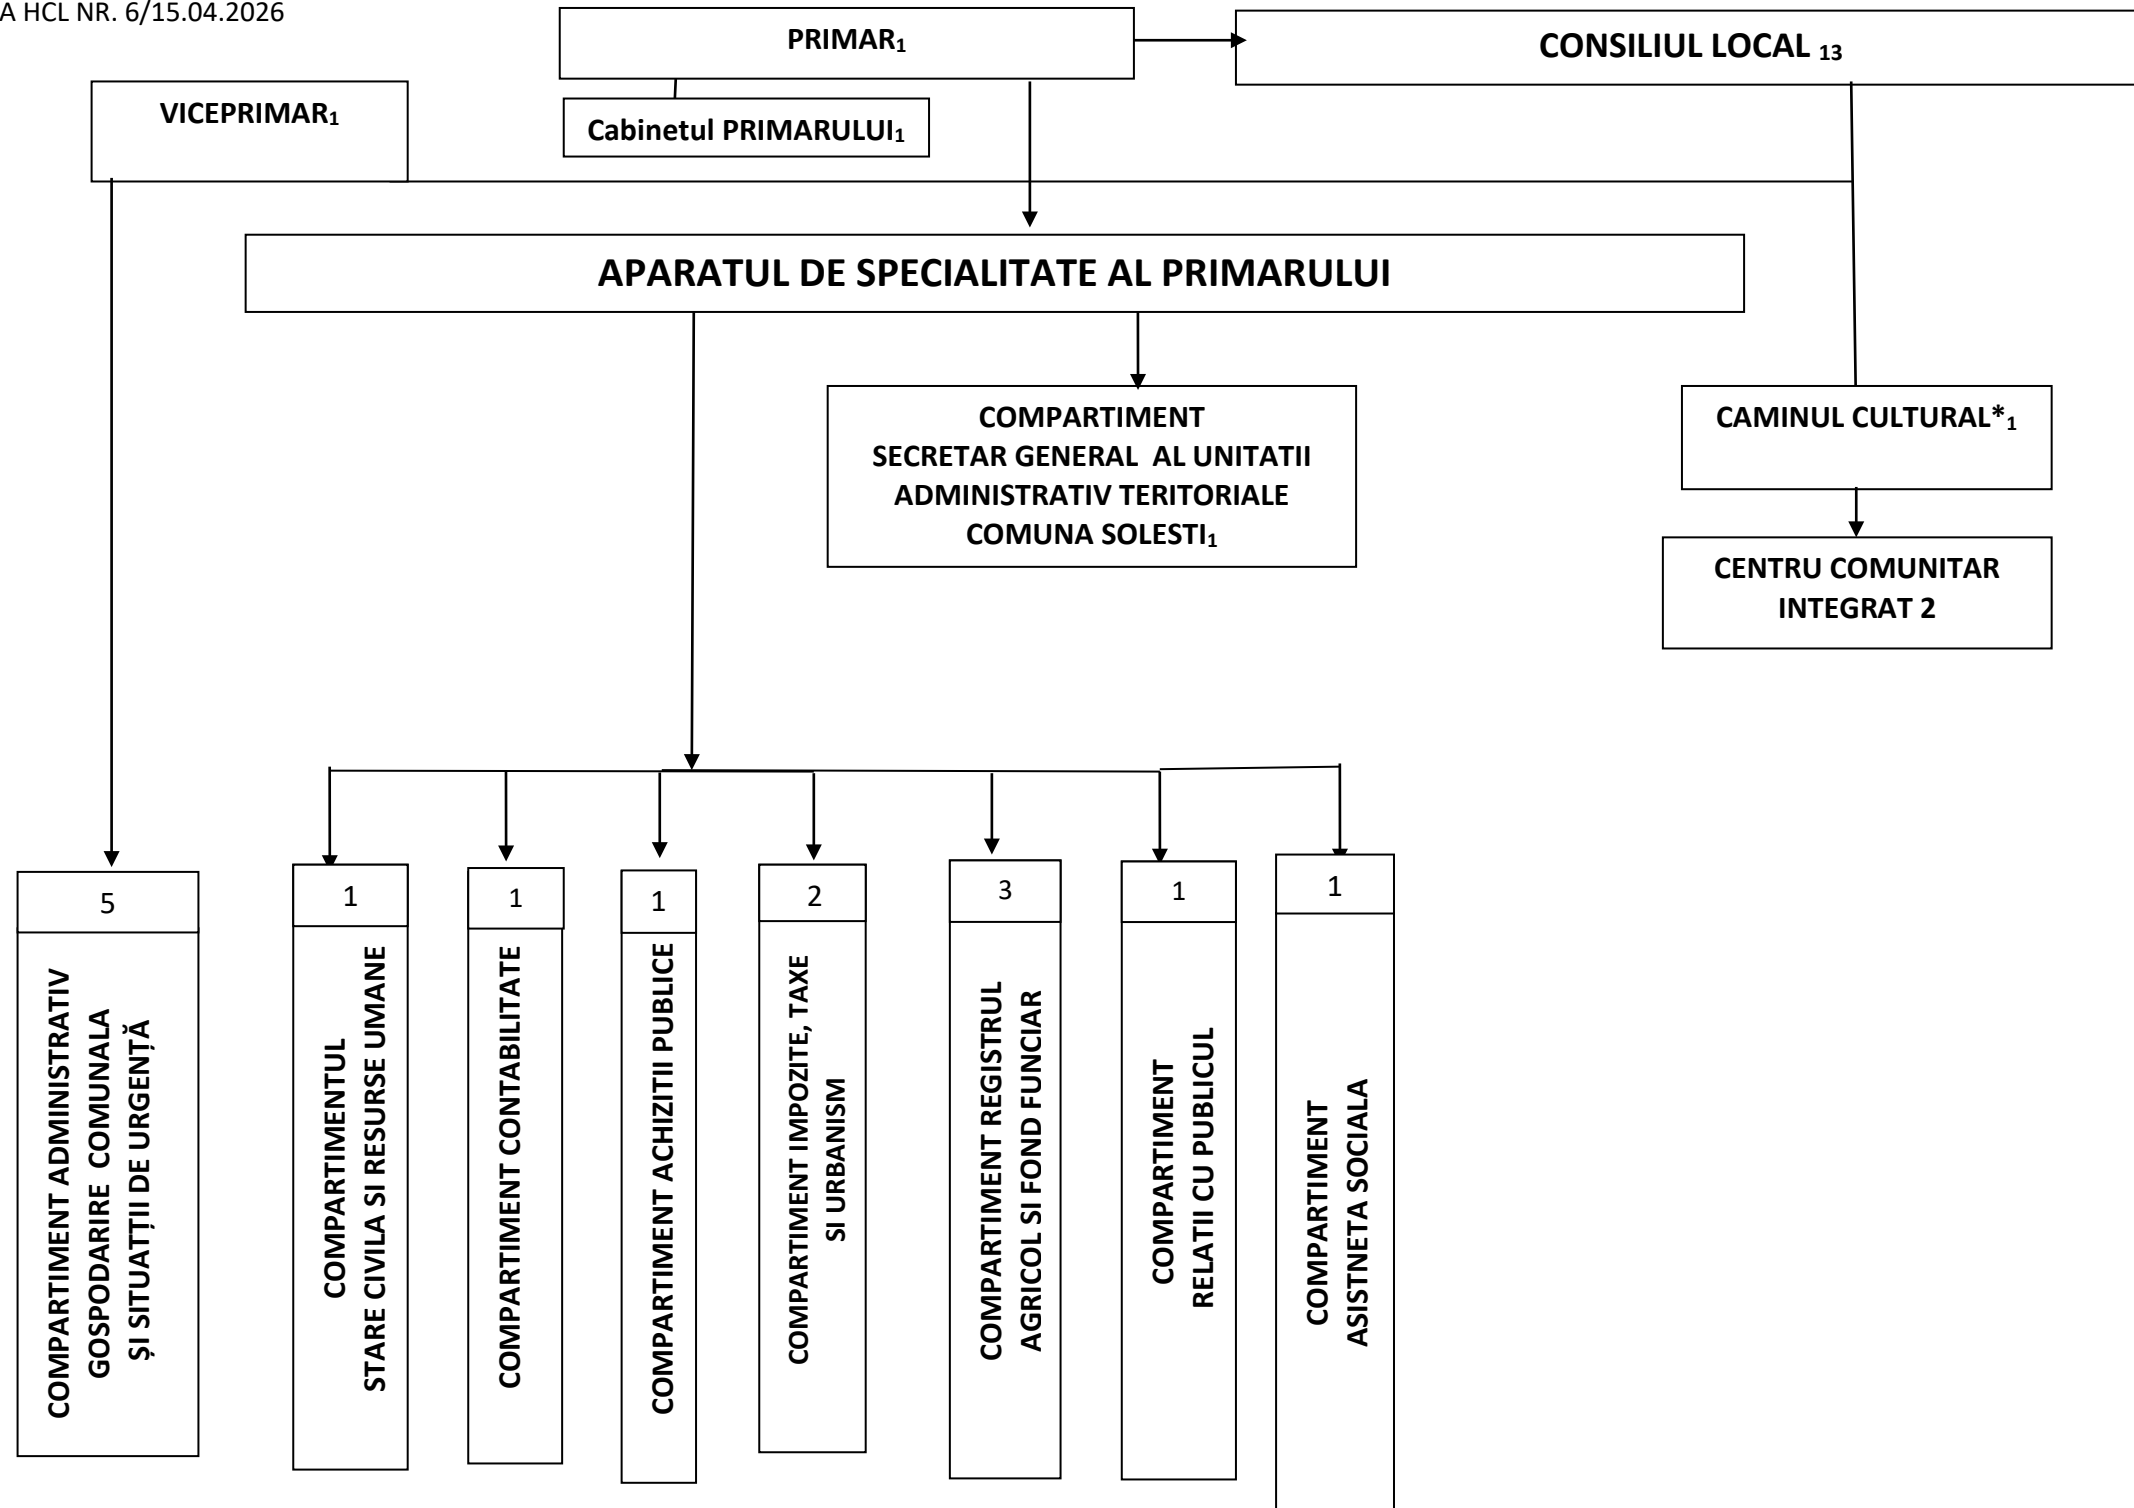 A HCL NR. 6/15.04.2026
PRIMAR1
CONSILIUL LOCAL 13
VICEPRIMAR1
Cabinetul PRIMARULUI1
APARATUL DE SPECIALITATE AL PRIMARULUI
COMPARTIMENT
SECRETAR GENERAL AL UNITATII
ADMINISTRATIV TERITORIALE
COMUNA SOLESTI1
CAMINUL CULTURAL*1
CENTRU COMUNITAR
INTEGRAT 2
5
COMPARTIMENT ADMINISTRATIV
GOSPODARIRE COMUNALA
ȘI SITUAȚII DE URGENȚĂ
1
COMPARTIMENTUL
STARE CIVILA SI RESURSE UMANE
1
COMPARTIMENT CONTABILITATE
1
COMPARTIMENT ACHIZITII PUBLICE
2
COMPARTIMENT IMPOZITE, TAXE
SI URBANISM
3
COMPARTIMENT REGISTRUL
AGRICOL SI FOND FUNCIAR
1
COMPARTIMENT
RELATII CU PUBLICUL
1
COMPARTIMENT
ASISTNETA SOCIALA